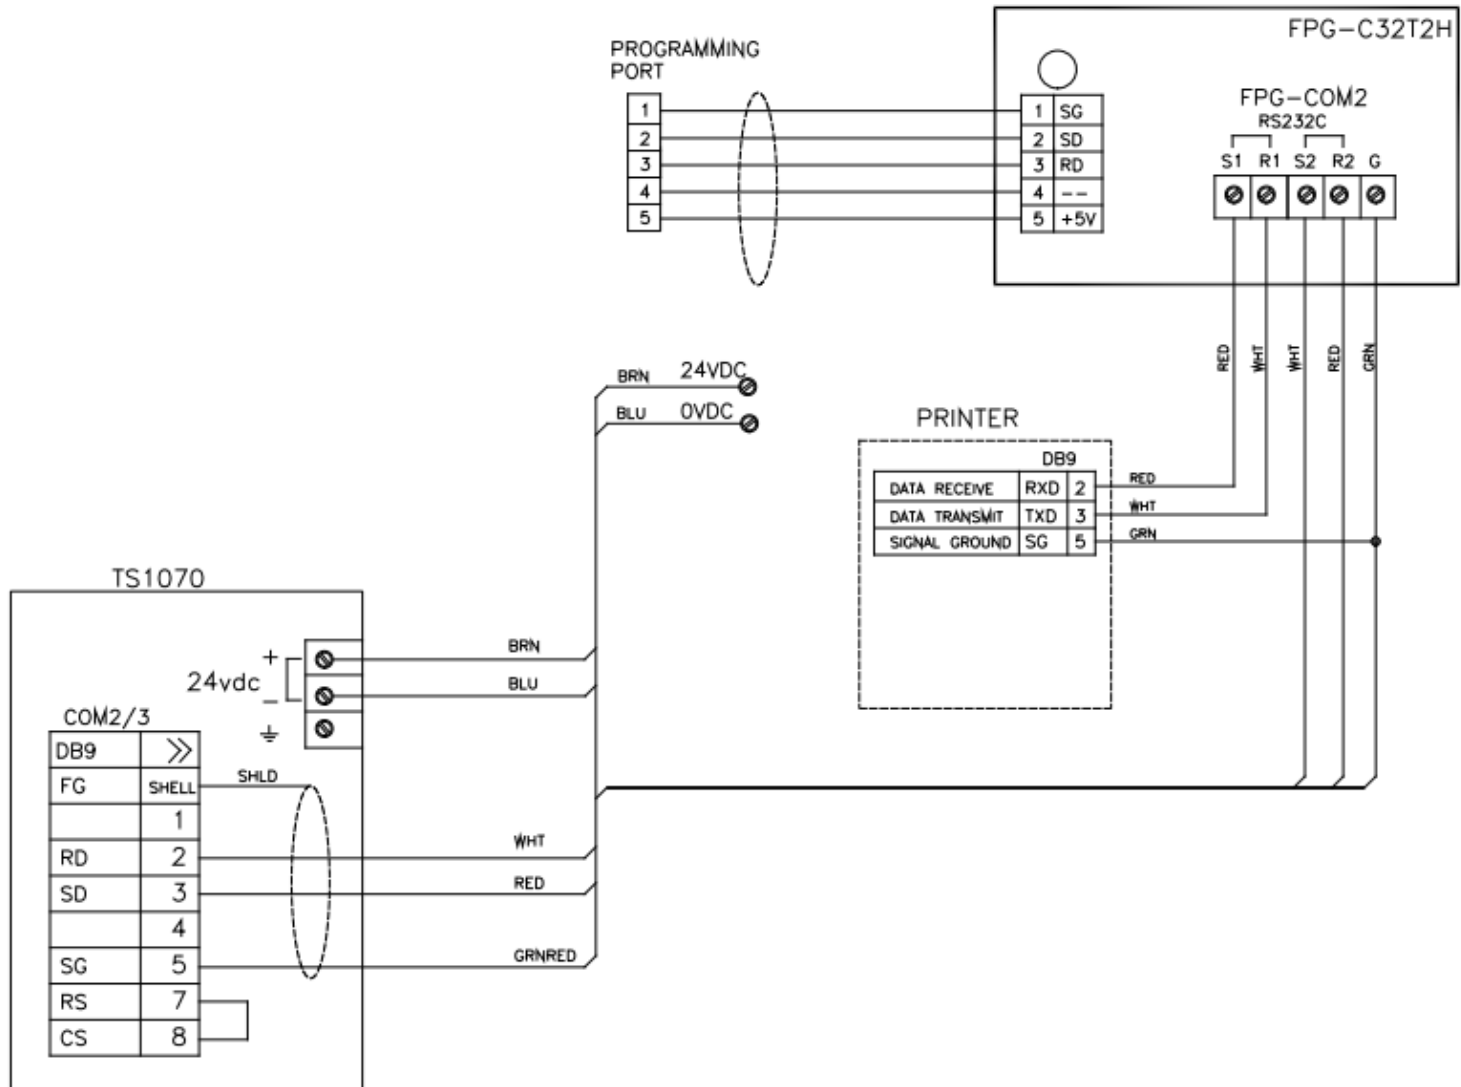 FPG-C32T2H
PROGRAMMING
PORT
1
2
3
4
5
1 SG
2 SD
3 RD
4 --
5 +5V
FPG-COM2
RS232C
S1 R1 S2 R2 G
RED WHT WHT RED GRN
BRN 24VDC
BLU 0VDC
PRINTER
DB9
DATA RECEIVE RXD 2 RED
DATA TRANSMIT TXD 3 WHT
SIGNAL GROUND SG 5 GRN
TS1070
+
24vdc
-
BRN
BLU
COM2/3
DB9
FG SHELL SHLD
1
RD 2 WHT
SD 3 RED
4
SG 5 GRNRED
RS 7
CS 8